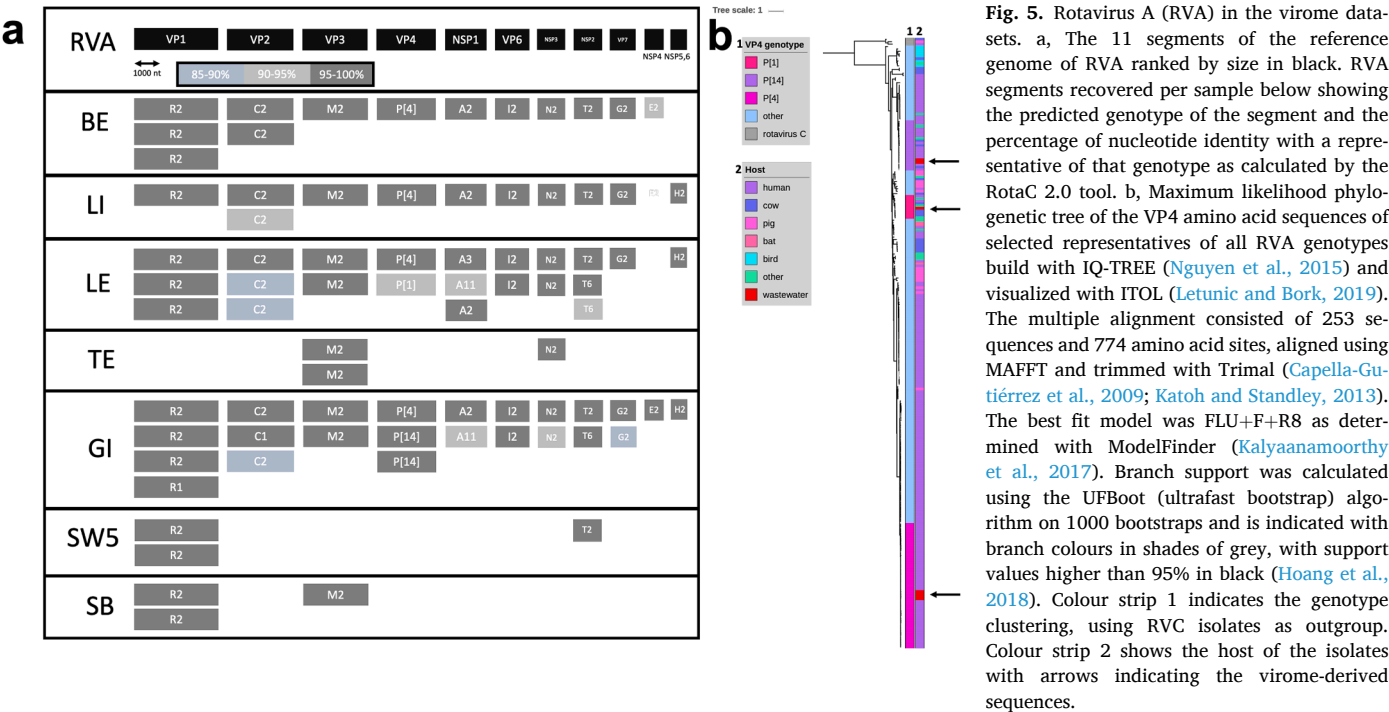 a
RVA
VP1 VP2 VP3 VP4 NSP1 VP6 NSP3 NSP2 VP7
NSP4 NSP5,6
1000 nt
85-90% 90-95% 95-100%
BE
R2 C2 M2 P[4] A2 I2 N2 T2 G2 E2
R2 C2
R2
LI
R2 C2 M2 P[4] A2 I2 N2 T2 G2 H2
C2
LE
R2 C2 M2 P[4] A3 I2 N2 T2 G2 H2
R2 C2 M2 P[1] A11 I2 N2 T6
R2 C2 A2 T6
TE
M2 N2
M2
GI
R2 C2 M2 P[4] A2 I2 N2 T2 G2 E2 H2
R2 C1 M2 P[14] A11 I2 N2 T6 G2
R2 C2 P[14]
R1
SW5
R2 T2
R2
SB
R2 M2
R2
b
Tree scale: 1
1 VP4 genotype
P[1]
P[14]
P[4]
other
rotavirus C
2 Host
human
cow
pig
bat
bird
other
wastewater
1 2
Fig. 5. Rotavirus A (RVA) in the virome data-
sets. a, The 11 segments of the reference
genome of RVA ranked by size in black. RVA
segments recovered per sample below showing
the predicted genotype of the segment and the
percentage of nucleotide identity with a repre-
sentative of that genotype as calculated by the
RotaC 2.0 tool. b, Maximum likelihood phylo-
genetic tree of the VP4 amino acid sequences of
selected representatives of all RVA genotypes
build with IQ-TREE (Nguyen et al., 2015) and
visualized with ITOL (Letunic and Bork, 2019).
The multiple alignment consisted of 253 se-
quences and 774 amino acid sites, aligned using
MAFFT and trimmed with Trimal (Capella-Gu-
tiérrez et al., 2009; Katoh and Standley, 2013).
The best fit model was FLU+F+R8 as deter-
mined with ModelFinder (Kalyaanamoorthy
et al., 2017). Branch support was calculated
using the UFBoot (ultrafast bootstrap) algo-
rithm on 1000 bootstraps and is indicated with
branch colours in shades of grey, with support
values higher than 95% in black (Hoang et al.,
2018). Colour strip 1 indicates the genotype
clustering, using RVC isolates as outgroup.
Colour strip 2 shows the host of the isolates
with arrows indicating the virome-derived
sequences.